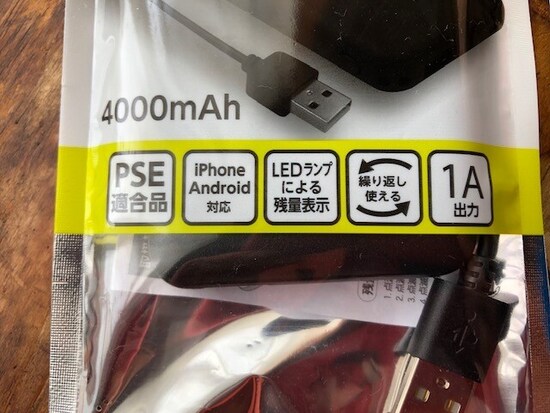 4000mAh
PSE
適合品
iPhone
Android
対応
LEDランプ
による
残量表示
繰り返し
使える
1A
出力